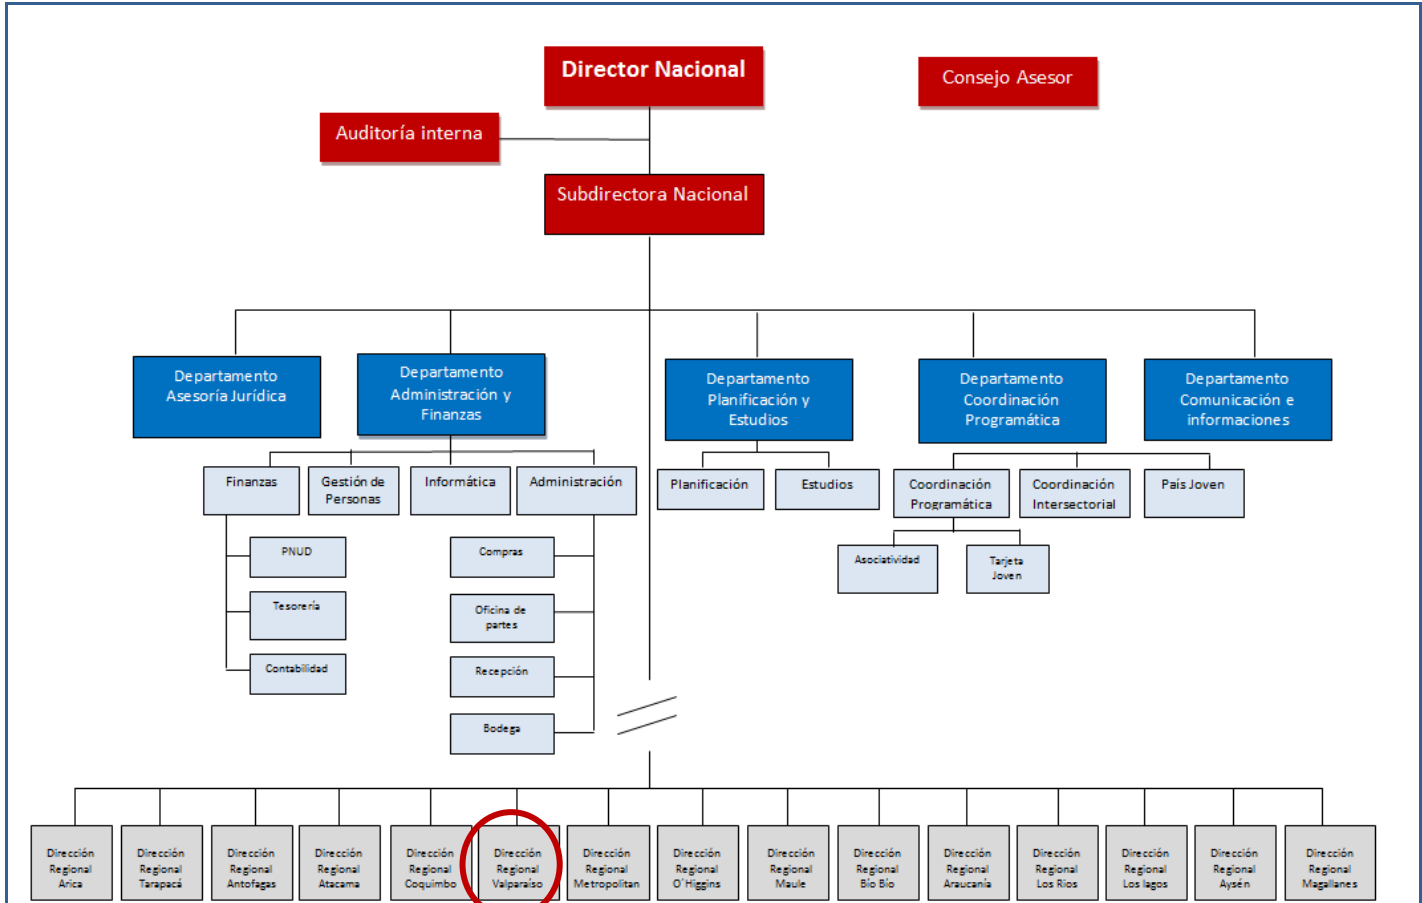 Director Nacional
Consejo Asesor
Auditoría interna
Subdirectora Nacional
Departamento
Asesoría Jurídica
Departamento
Administración y
Finanzas
Departamento
Planificación y
Estudios
Departamento
Coordinación
Programática
Departamento
Comunicación e
informaciones
Finanzas
Gestión de
Personas
Informática
Administración
Planificación
Estudios
Coordinación
Programática
Coordinación
Intersectorial
País Joven
PNUD
Tesorería
Contabilidad
Compras
Oficina de
partes
Recepción
Bodega
Asociatividad
Tarjeta
Joven
Dirección
Regional
Arica
Dirección
Regional
Tarapacá
Dirección
Regional
Antofagas
Dirección
Regional
Atacama
Dirección
Regional
Coquimbo
Dirección
Regional
Valparaíso
Dirección
Regional
Metropolitan
Dirección
Regional
O´Higgins
Dirección
Regional
Maule
Dirección
Regional
Bío Bío
Dirección
Regional
Araucanía
Dirección
Regional
Los Ríos
Dirección
Regional
Los lagos
Dirección
Regional
Aysén
Dirección
Regional
Magallanes